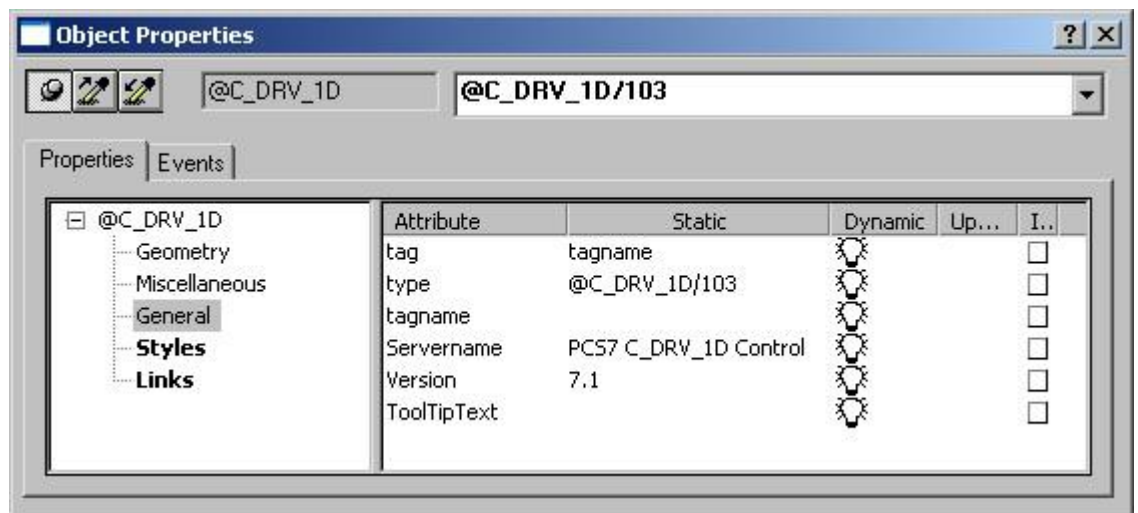 Object Properties
@C_DRV_1D @C_DRV_1D/103
Properties Events
@C_DRV_1D
Geometry
Miscellaneous
General
Styles
Links
Attribute Static Dynamic Up... I..
tag tagname
type @C_DRV_1D/103
tagname
Servername PCS7 C_DRV_1D Control
Version 7.1
ToolTipText